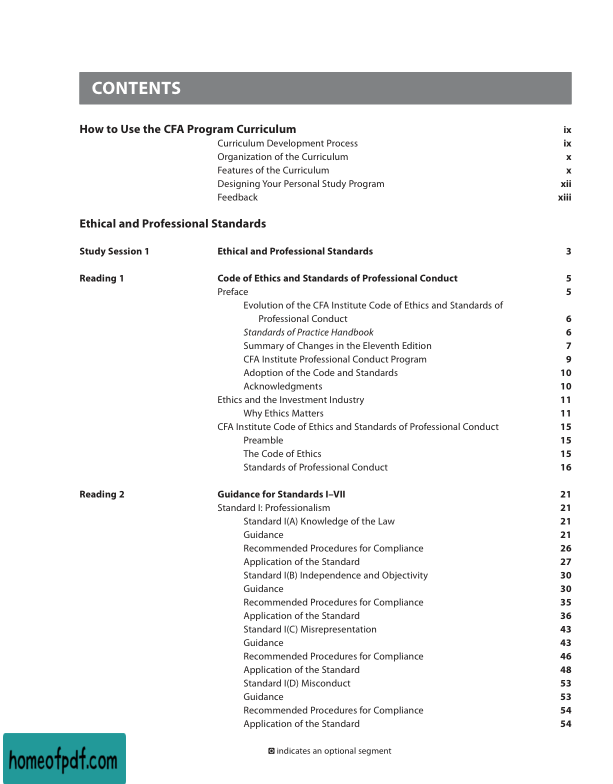 CONTENTS
How to Use the CFA Program Curriculum ix
Curriculum Development Process ix
Organization of the Curriculum x
Features of the Curriculum x
Designing Your Personal Study Program xii
Feedback xiii
Ethical and Professional Standards
Study Session 1 Ethical and Professional Standards 3
Reading 1 Code of Ethics and Standards of Professional Conduct 5
Preface 5
Evolution of the CFA Institute Code of Ethics and Standards of
Professional Conduct 6
Standards of Practice Handbook 6
Summary of Changes in the Eleventh Edition 7
CFA Institute Professional Conduct Program 9
Adoption of the Code and Standards 10
Acknowledgments 10
Ethics and the Investment Industry 11
Why Ethics Matters 11
CFA Institute Code of Ethics and Standards of Professional Conduct 15
Preamble 15
The Code of Ethics 15
Standards of Professional Conduct 16
Reading 2 Guidance for Standards I–VII 21
Standard I: Professionalism 21
Standard I(A) Knowledge of the Law 21
Guidance 21
Recommended Procedures for Compliance 26
Application of the Standard 27
Standard I(B) Independence and Objectivity 30
Guidance 30
Recommended Procedures for Compliance 35
Application of the Standard 36
Standard I(C) Misrepresentation 43
Guidance 43
Recommended Procedures for Compliance 46
Application of the Standard 48
Standard I(D) Misconduct 53
Guidance 53
Recommended Procedures for Compliance 54
Application of the Standard 54
indicates an optional segment
homeofpdf.com